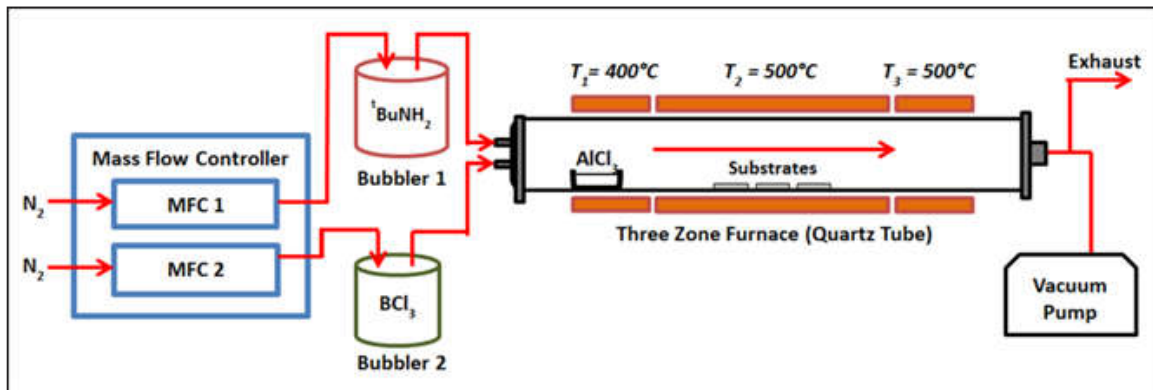 T₁= 400°C
T₂ = 500°C
T₃ = 500°C
Exhaust
ᵗBuNH₂
Bubbler 1
Mass Flow Controller
MFC 1
MFC 2
N₂
N₂
AlCl₃
Substrates
Three Zone Furnace (Quartz Tube)
BCl₃
Bubbler 2
Vacuum
Pump